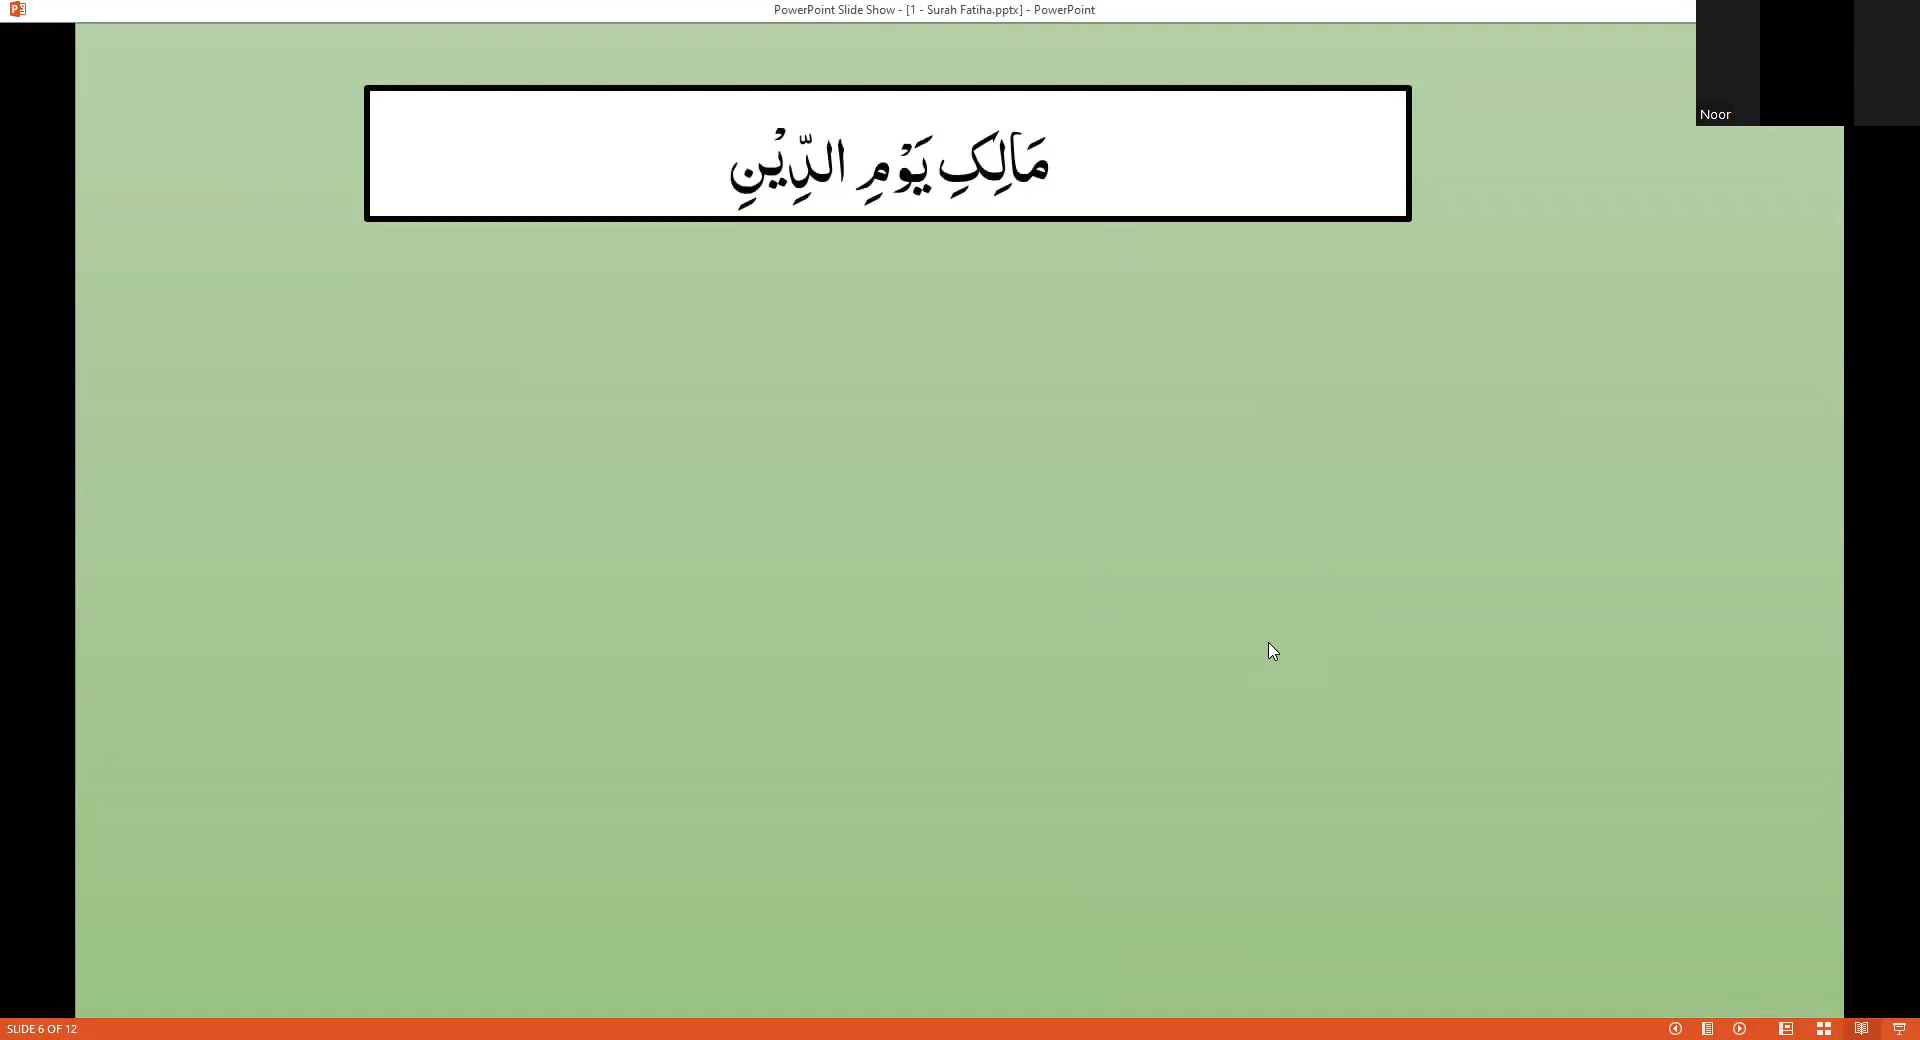 PowerPoint Slide Show - [1 - Surah Fatiha.pptx] - PowerPoint
Noor
مَالِکِ يَوْمِ الدِّيْنِ
SLIDE 6 OF 12